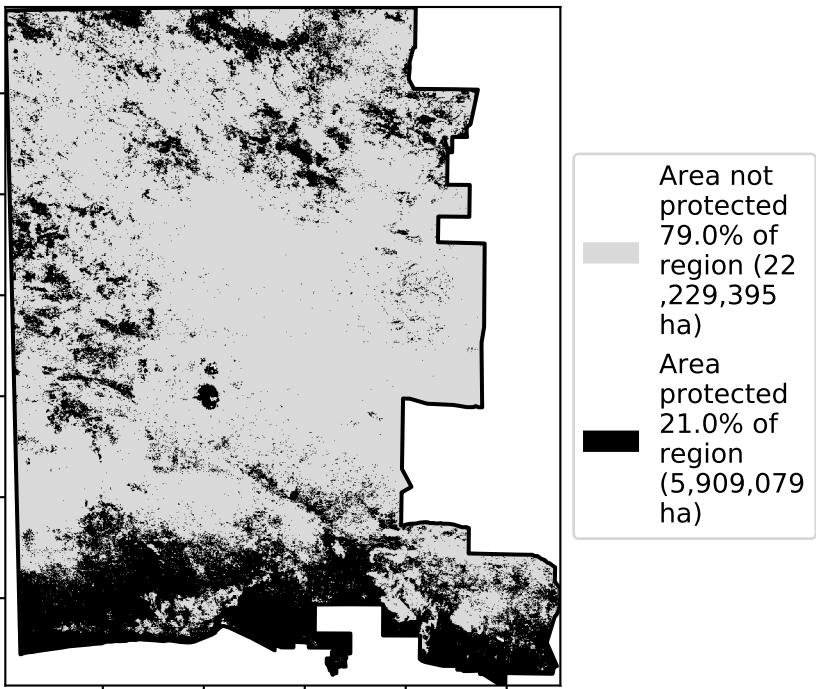 Area not
protected
79.0% of
region (22
,229,395
ha)
Area
protected
21.0% of
region
(5,909,079
ha)